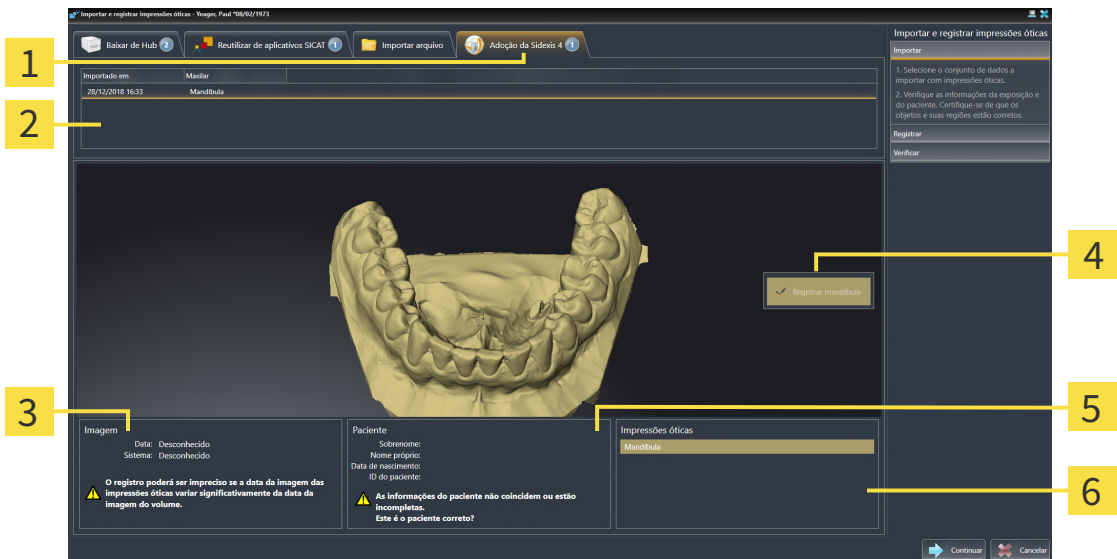 Importar e registrar impressões óticas - Yeager, Paul *08/02/1973
Baixar de Hub 2
Reutilizar de aplicativos SICAT 1
Importar arquivo
Adoção da Sidexis 4 1
Importado em Maxilar
28/12/2018 16:33 Mandíbula
Importar e registrar impressões óticas
Importar
1. Selecione o conjunto de dados a
importar com impressões óticas.
2. Verifique as informações da exposição e
do paciente. Certifique-se de que os
objetos e suas regiões estão corretos.
Registrar
Verificar
1
2
3
4
5
6
Registrar mandíbula
Imagem
Data: Desconhecido
Sistema: Desconhecido
O registro poderá ser impreciso se a data da imagem das
impressões óticas variar significativamente da data da
imagem do volume.
Paciente
Sobrenome:
Nome próprio:
Data de nascimento:
ID do paciente:
As informações do paciente não coincidem ou estão
incompletas.
Este é o paciente correto?
Impressões óticas
Mandíbula
Continuar
Cancelar